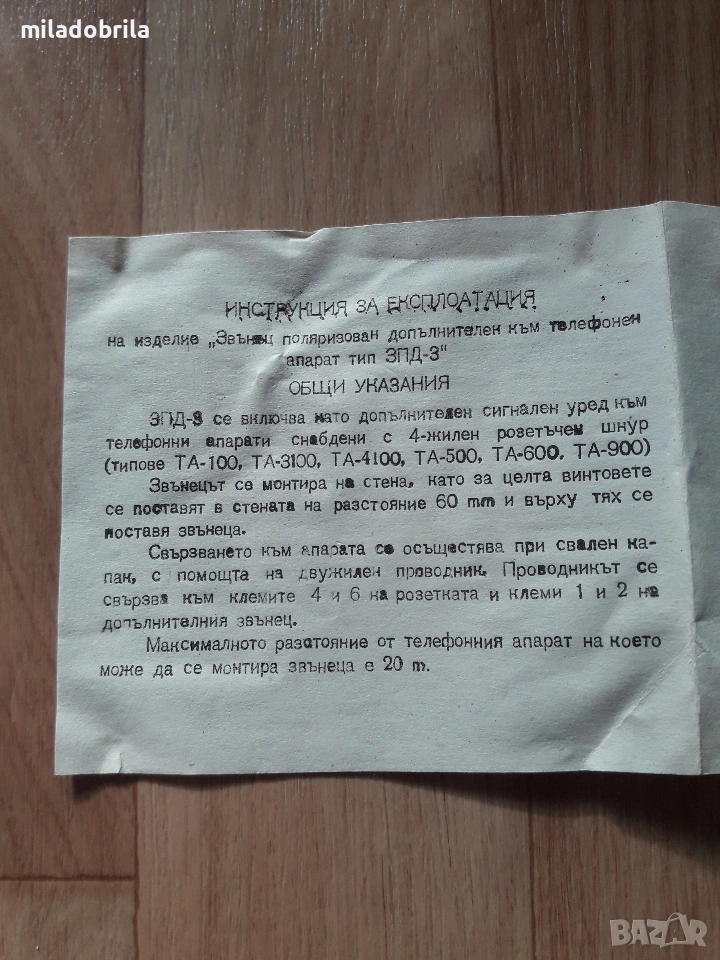 miladobrila
ИНСТРУКЦИЯ ЗА ЕКСПЛОАТАЦИЯ
на изделие „Звънец поляризован допълнителен към телефонен
апарат тип ЗПД-3"
ОБЩИ УКАЗАНИЯ
ЗПД-3 се включва като допълнителен сигнален уред към
телефонни апарати снабдени с 4-жилен розетъчен шнур
(типове ТА-100, ТА-3100, ТА-4100, ТА-500, ТА-600, ТА-900)
Звънецът се монтира на стена, като за целта винтовете
се поставят в стената на разстояние 60 mm и върху тях се
поставя звънеца.
Свързването към апарата се осъществява при свален ка-
пак, с помощта на двужилен проводник. Проводникът се
свързва към клемите 4 и 6 на розетката и клеми 1 и 2 на
допълнителния звънец.
Максималното разстояние от телефонния апарат на което
може да се монтира звънеца е 20 m.
BAZAR